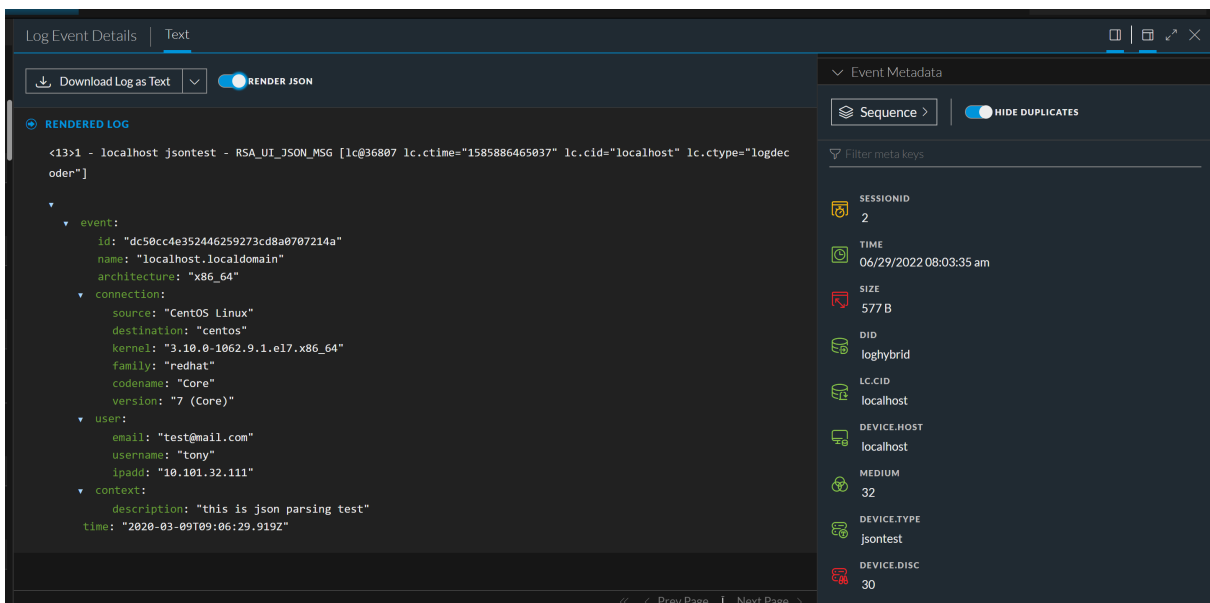 Log Event Details
Text
Download Log as Text
RENDER JSON
RENDERED LOG
<13>1 - localhost jsontest - RSA_UI_JSON_MSG [lc@36807 lc.ctime="1585886465037" lc.cid="localhost" lc.ctype="logdec
oder"]
event:
id: "dc50cc4e352446259273cd8a0707214a"
name: "localhost.localdomain"
architecture: "x86_64"
connection:
source: "CentOS Linux"
destination: "centos"
kernel: "3.10.0-1062.9.1.el7.x86_64"
family: "redhat"
codename: "Core"
version: "7 (Core)"
user:
email: "test@mail.com"
username: "tony"
ipadd: "10.101.32.111"
context:
description: "this is json parsing test"
time: "2020-03-09T09:06:29.919Z"
Prev Page
1
Next Page
Event Metadata
Sequence
HIDE DUPLICATES
Filter meta keys
SESSIONID
2
TIME
06/29/2022 08:03:35 am
SIZE
577 B
DID
loghybrid
LC.CID
localhost
DEVICE.HOST
localhost
MEDIUM
32
DEVICE.TYPE
jsontest
DEVICE.DISC
30